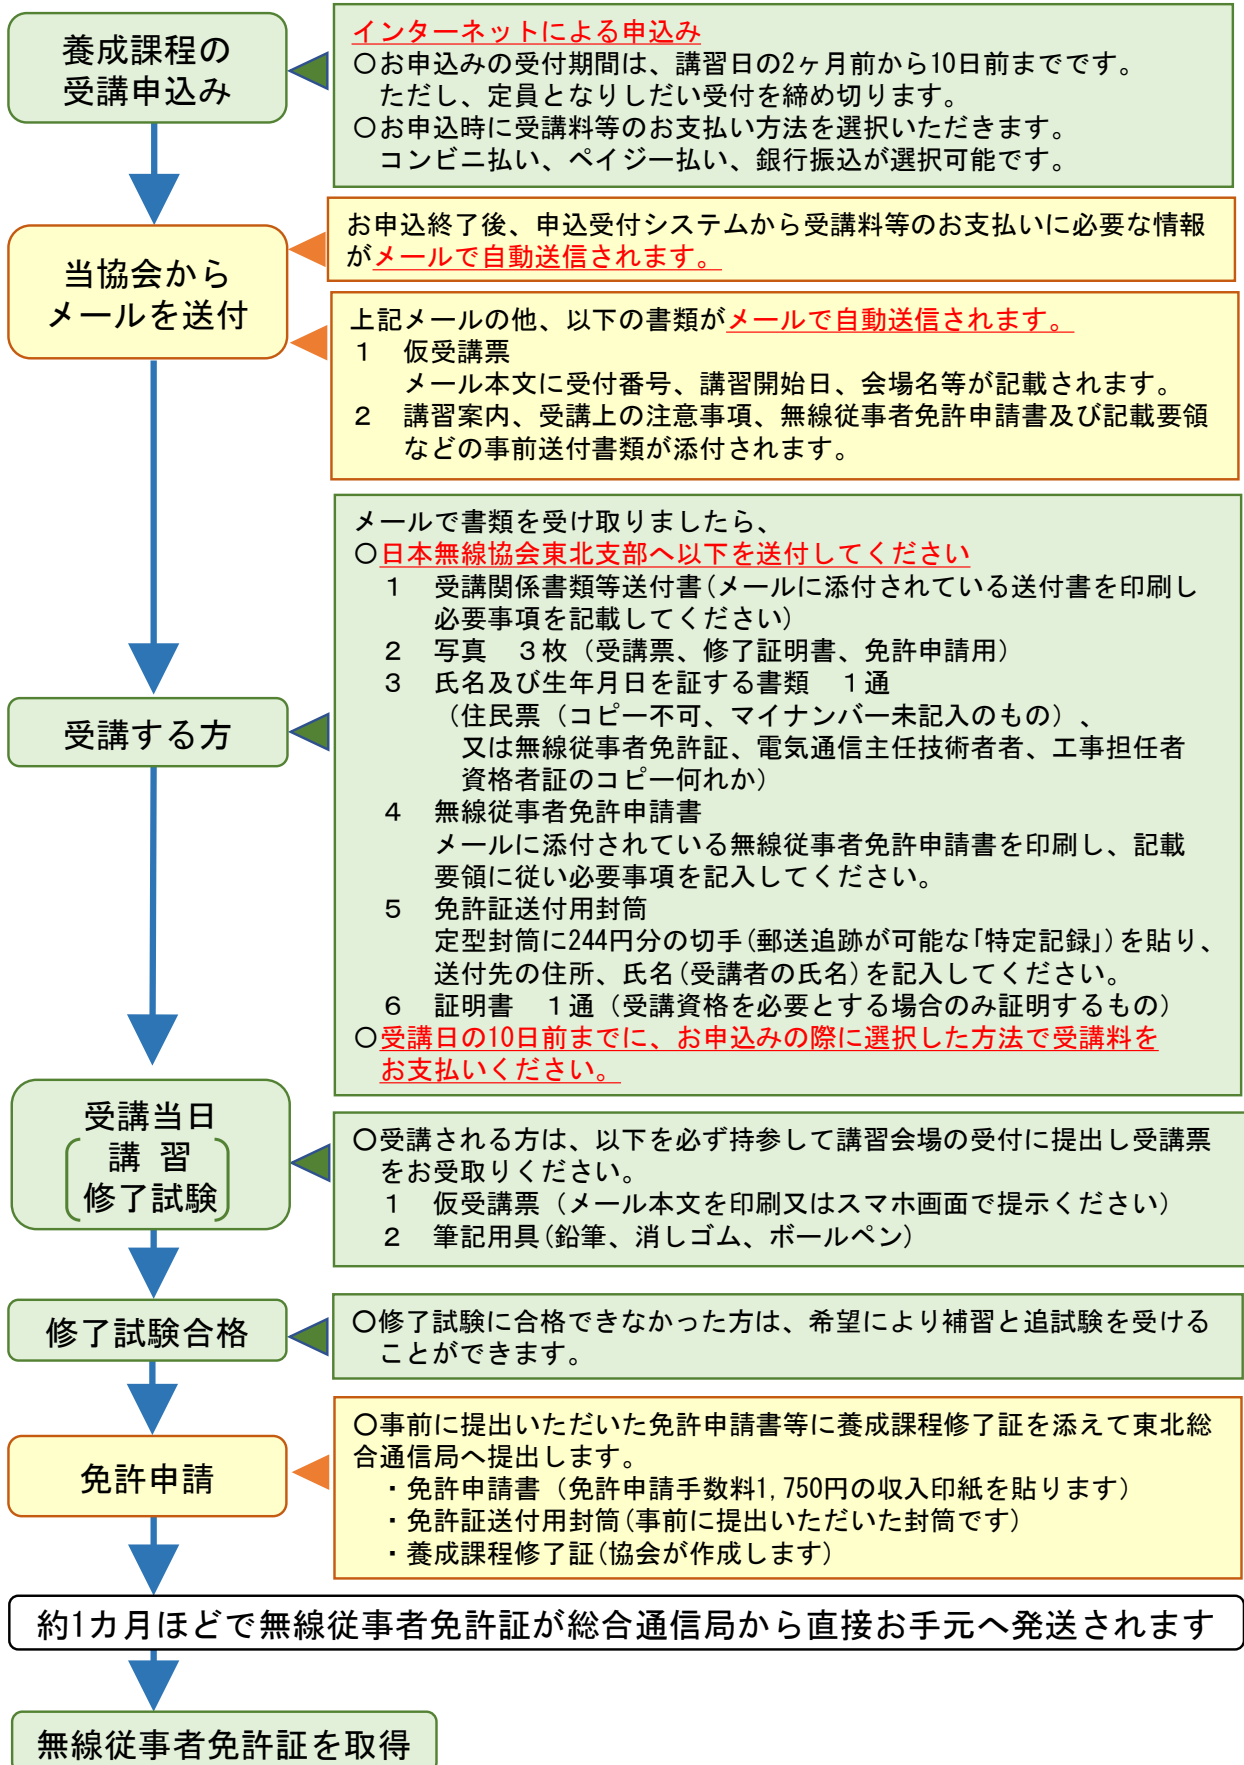 養成課程の
受講申込み
インターネットによる申込み
〇お申込みの受付期間は、講習日の2ヶ月前から10日前までです。
ただし、定員となりしだい受付を締め切ります。
〇お申込時に受講料等のお支払い方法を選択いただきます。
コンビニ払い、ペイジー払い、銀行振込が選択可能です。
当協会から
メールを送付
お申込終了後、申込受付システムから受講料等のお支払いに必要な情報
がメールで自動送信されます。
上記メールの他、以下の書類がメールで自動送信されます。
１　仮受講票
メール本文に受付番号、講習開始日、会場名等が記載されます。
２　講習案内、受講上の注意事項、無線従事者免許申請書及び記載要領
などの事前送付書類が添付されます。
受講する方
メールで書類を受け取りましたら、
〇日本無線協会東北支部へ以下を送付してください
１　受講関係書類等送付書(メールに添付されている送付書を印刷し
必要事項を記載してください)
２　写真　３枚（受講票、修了証明書、免許申請用）
３　氏名及び生年月日を証する書類　１通
（住民票（コピー不可、マイナンバー未記入のもの）、
又は無線従事者免許証、電気通信主任技術者者、工事担任者
資格者証のコピー何れか）
４　無線従事者免許申請書
メールに添付されている無線従事者免許申請書を印刷し、記載
要領に従い必要事項を記入してください。
５　免許証送付用封筒
定型封筒に244円分の切手(郵送追跡が可能な｢特定記録｣)を貼り、
送付先の住所、氏名(受講者の氏名)を記入してください。
６　証明書　１通（受講資格を必要とする場合のみ証明するもの）
〇受講日の10日前までに、お申込みの際に選択した方法で受講料を
お支払いください。
受講当日
講 習
修了試験
〇受講される方は、以下を必ず持参して講習会場の受付に提出し受講票
をお受取りください。
１　仮受講票（メール本文を印刷又はスマホ画面で提示ください）
２　筆記用具(鉛筆、消しゴム、ボールペン)
修了試験合格
〇修了試験に合格できなかった方は、希望により補習と追試験を受ける
ことができます。
免許申請
〇事前に提出いただいた免許申請書等に養成課程修了証を添えて東北総
合通信局へ提出します。
・免許申請書（免許申請手数料1,750円の収入印紙を貼ります）
・免許証送付用封筒(事前に提出いただいた封筒です)
・養成課程修了証(協会が作成します)
約1カ月ほどで無線従事者免許証が総合通信局から直接お手元へ発送されます
無線従事者免許証を取得